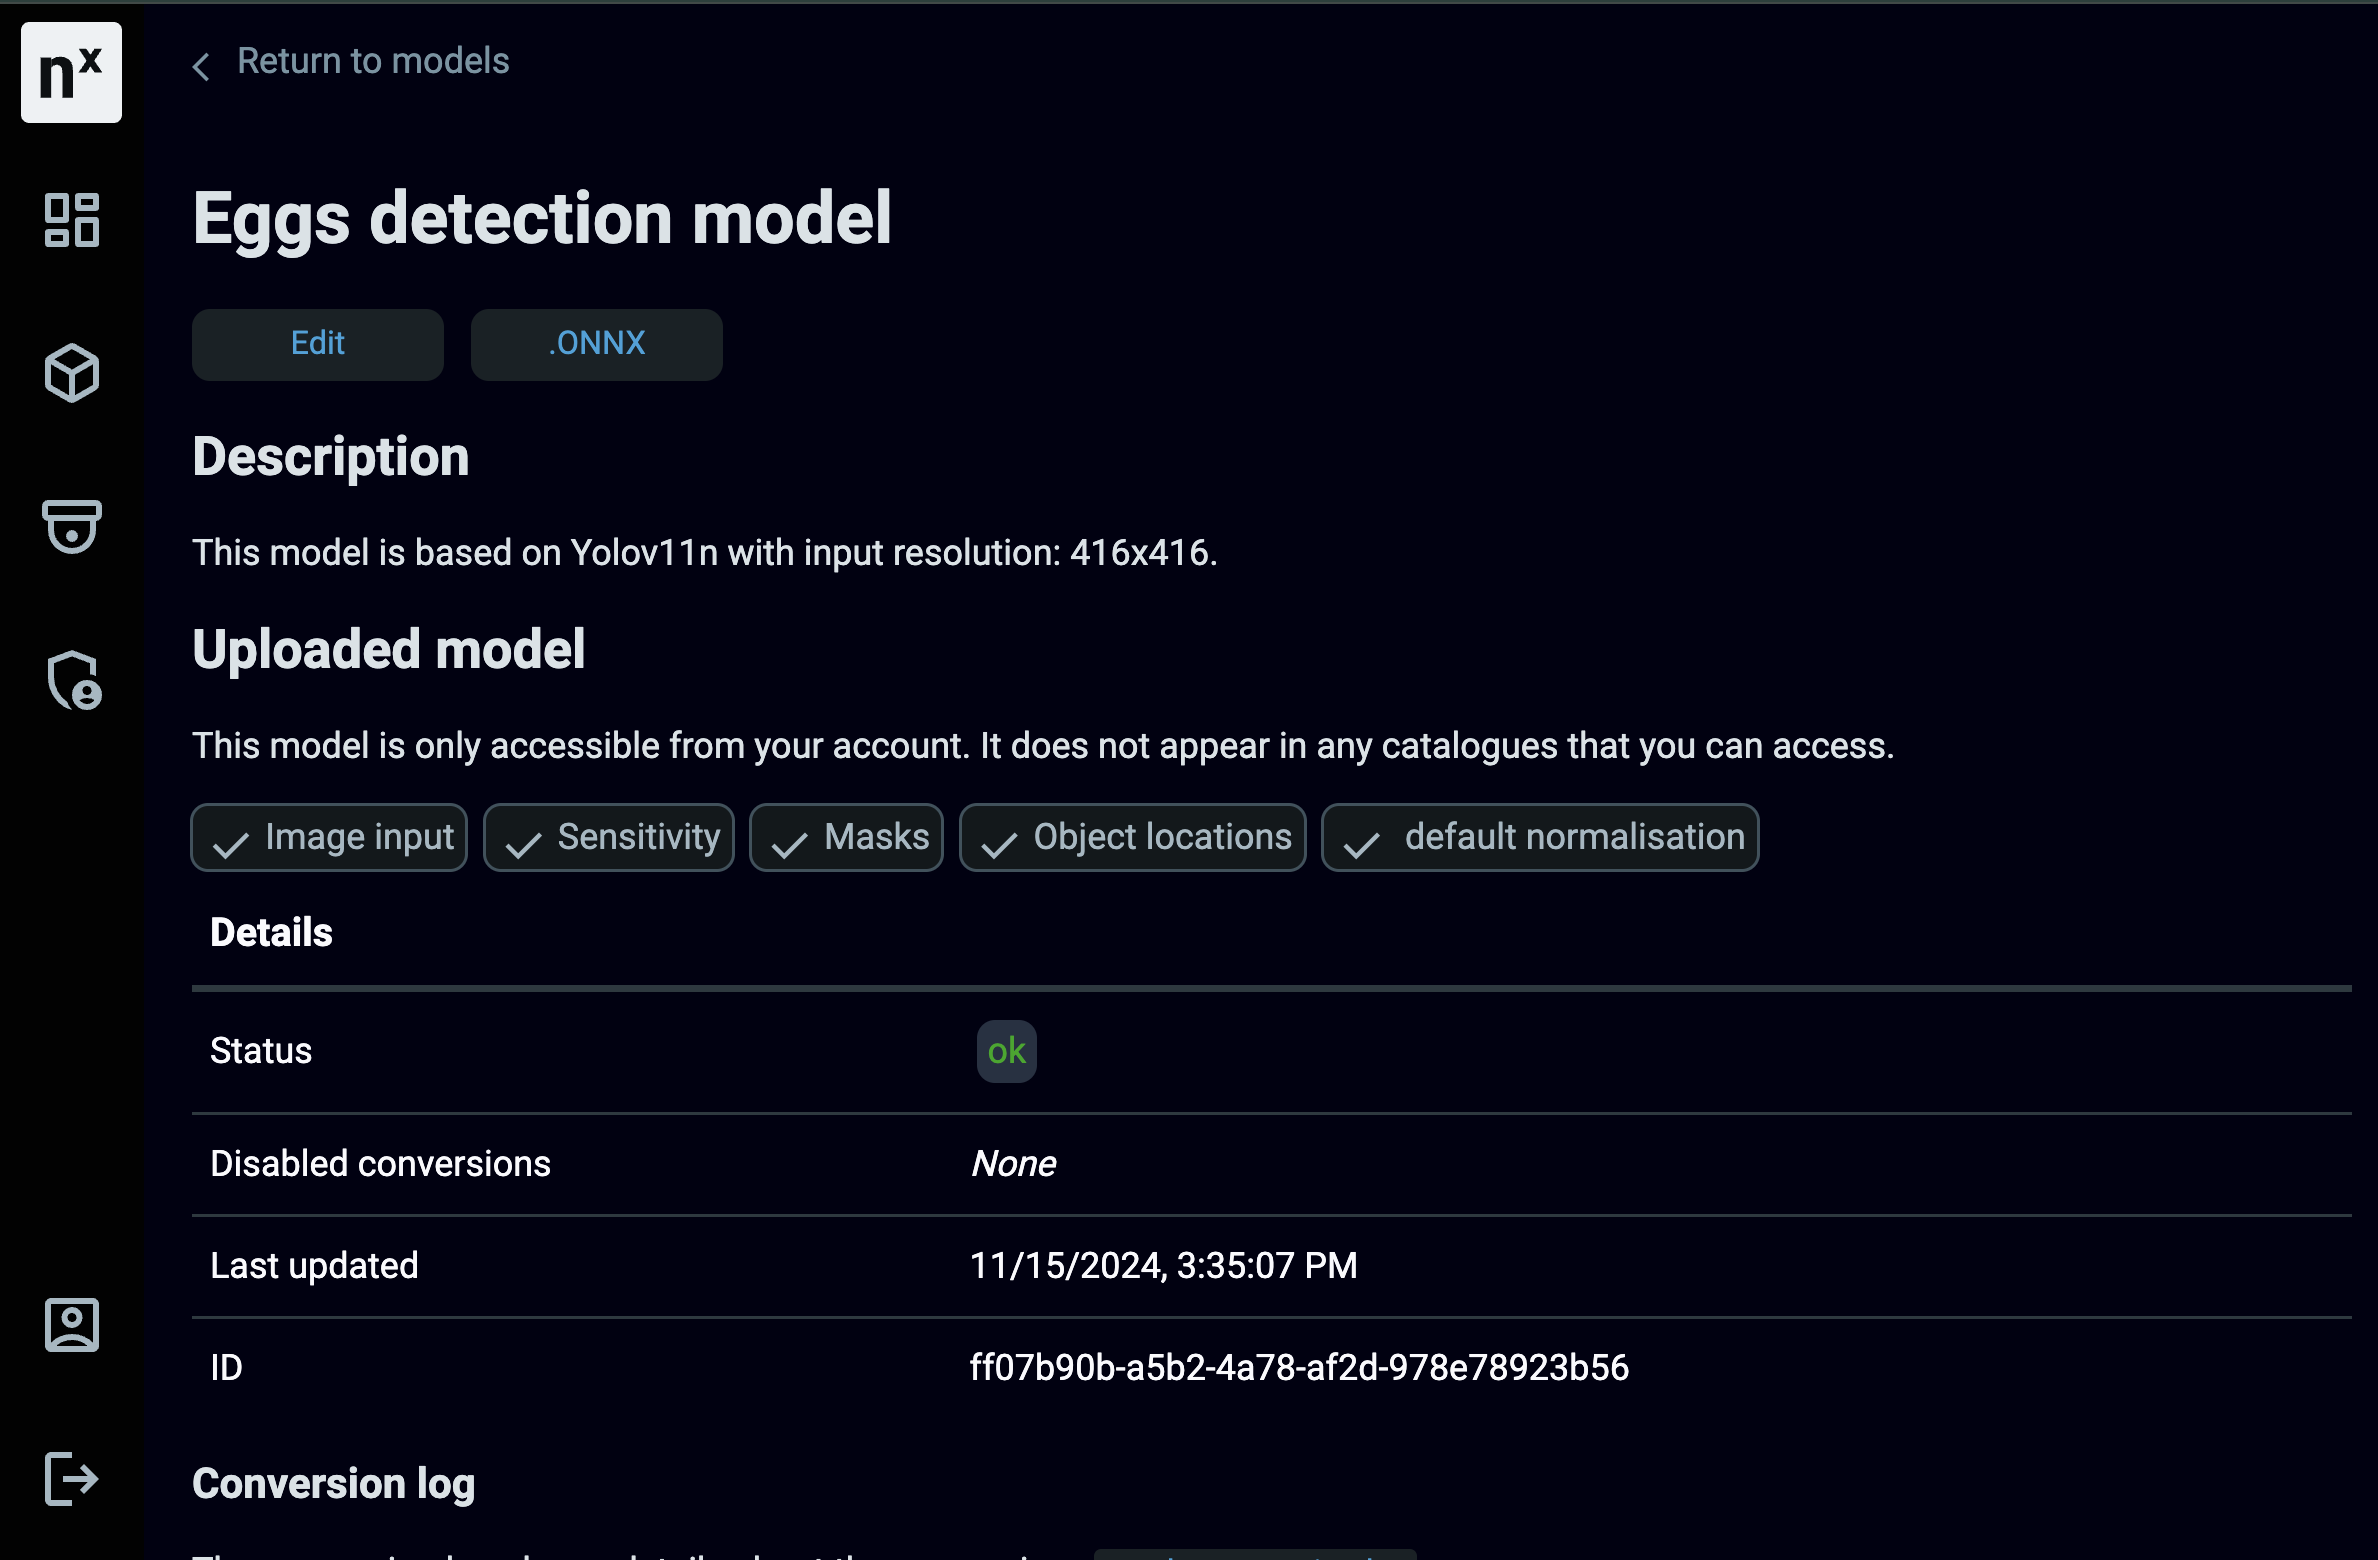 nx
Return to models
Eggs detection model
Edit
.ONNX
Description
This model is based on Yolov11n with input resolution: 416x416.
Uploaded model
This model is only accessible from your account. It does not appear in any catalogues that you can access.
Image input
Sensitivity
Masks
Object locations
default normalisation
Details
Status ok
Disabled conversions None
Last updated 11/15/2024, 3:35:07 PM
ID ff07b90b-a5b2-4a78-af2d-978e78923b56
Conversion log